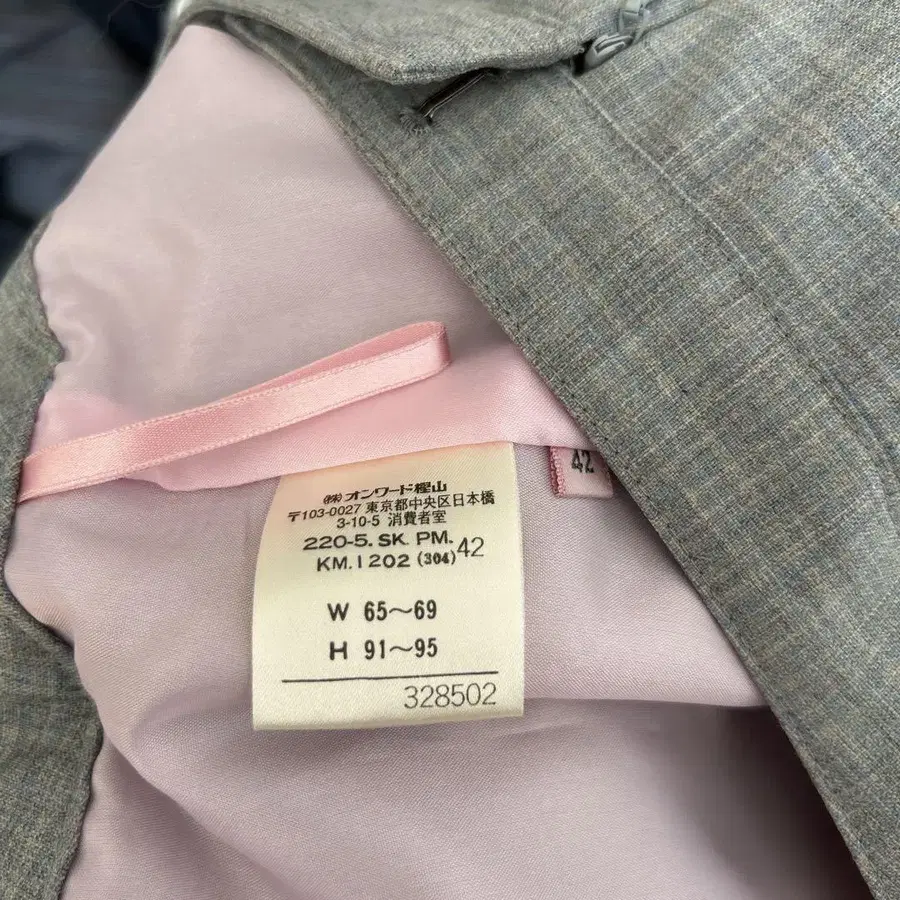 ㈱オンワード樫山
〒103-0027 東京都中央区日本橋
3-10-5 消費者室
220-5. SK. PM.
KM.1202 (304) 42
W 65〜69
H 91〜95
328502
42